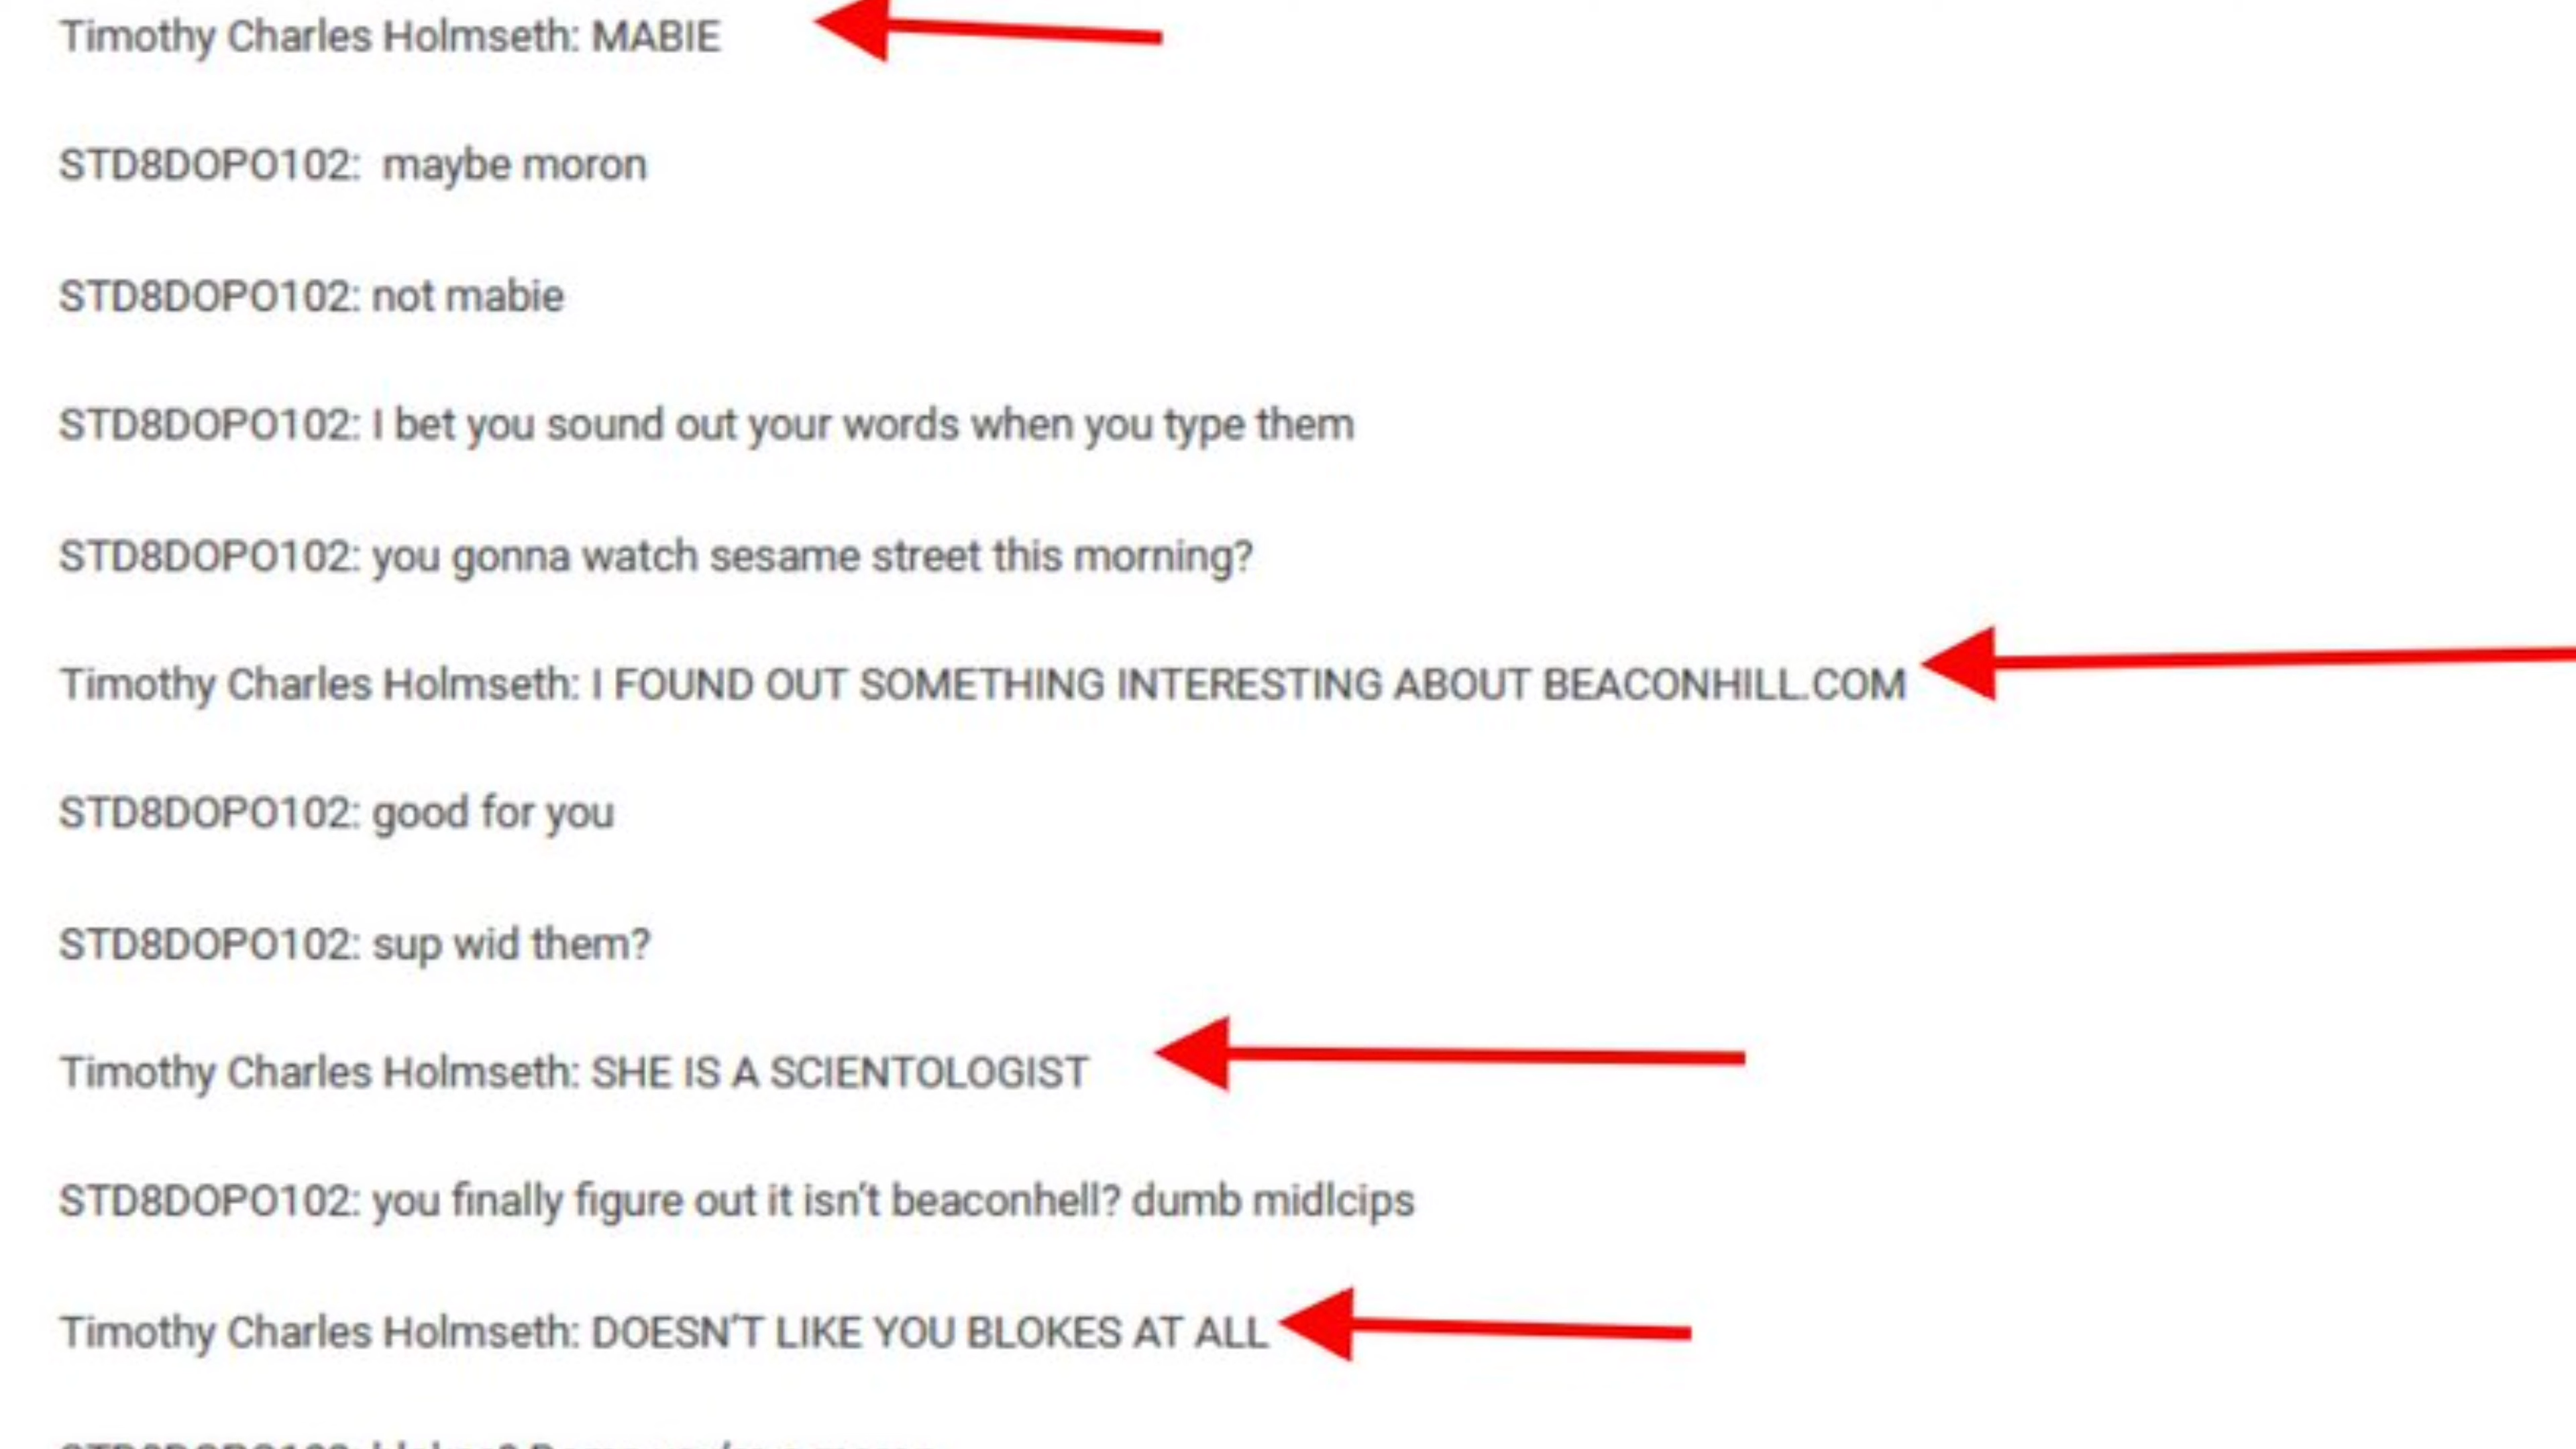 Timothy Charles Holmseth: MABIE
STD8DOPO102:  maybe moron
STD8DOPO102: not mabie
STD8DOPO102: I bet you sound out your words when you type them
STD8DOPO102: you gonna watch sesame street this morning?
Timothy Charles Holmseth: I FOUND OUT SOMETHING INTERESTING ABOUT BEACONHILL.COM
STD8DOPO102: good for you
STD8DOPO102: sup wid them?
Timothy Charles Holmseth: SHE IS A SCIENTOLOGIST
STD8DOPO102: you finally figure out it isn't beaconhell? dumb midlcips
Timothy Charles Holmseth: DOESN'T LIKE YOU BLOKES AT ALL